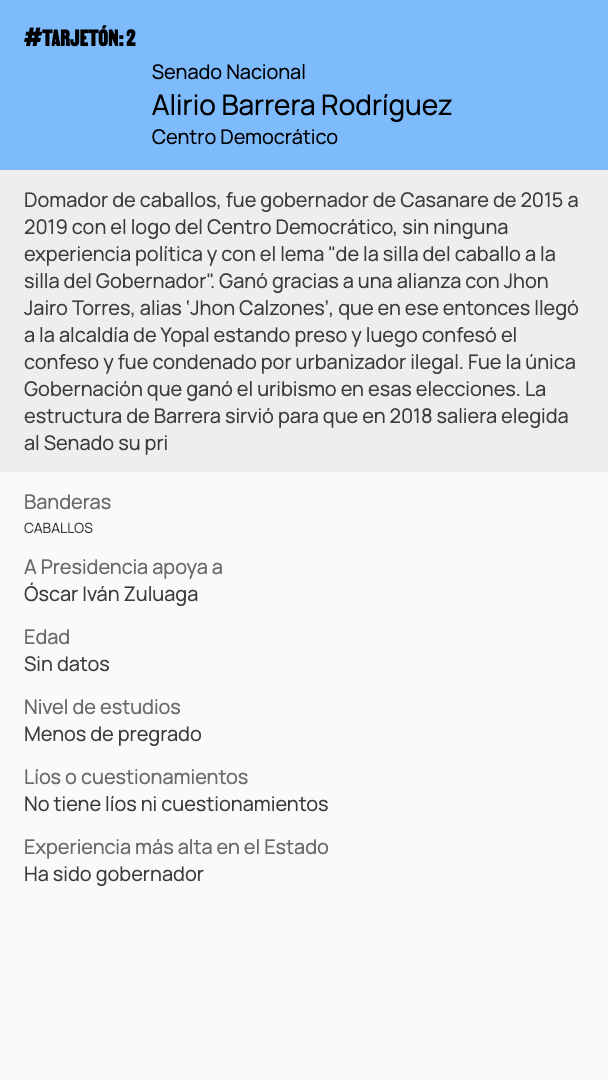 #TARJETÓN: 2
Senado Nacional
Alirio Barrera Rodríguez
Centro Democrático
Domador de caballos, fue gobernador de Casanare de 2015 a
2019 con el logo del Centro Democrático, sin ninguna
experiencia política y con el lema "de la silla del caballo a la
silla del Gobernador". Ganó gracias a una alianza con Jhon
Jairo Torres, alias ‘Jhon Calzones’, que en ese entonces llegó
a la alcaldía de Yopal estando preso y luego confesó el
confeso y fue condenado por urbanizador ilegal. Fue la única
Gobernación que ganó el uribismo en esas elecciones. La
estructura de Barrera sirvió para que en 2018 saliera elegida
al Senado su pri
Banderas
CABALLOS
A Presidencia apoya a
Óscar Iván Zuluaga
Edad
Sin datos
Nivel de estudios
Menos de pregrado
Líos o cuestionamientos
No tiene líos ni cuestionamientos
Experiencia más alta en el Estado
Ha sido gobernador